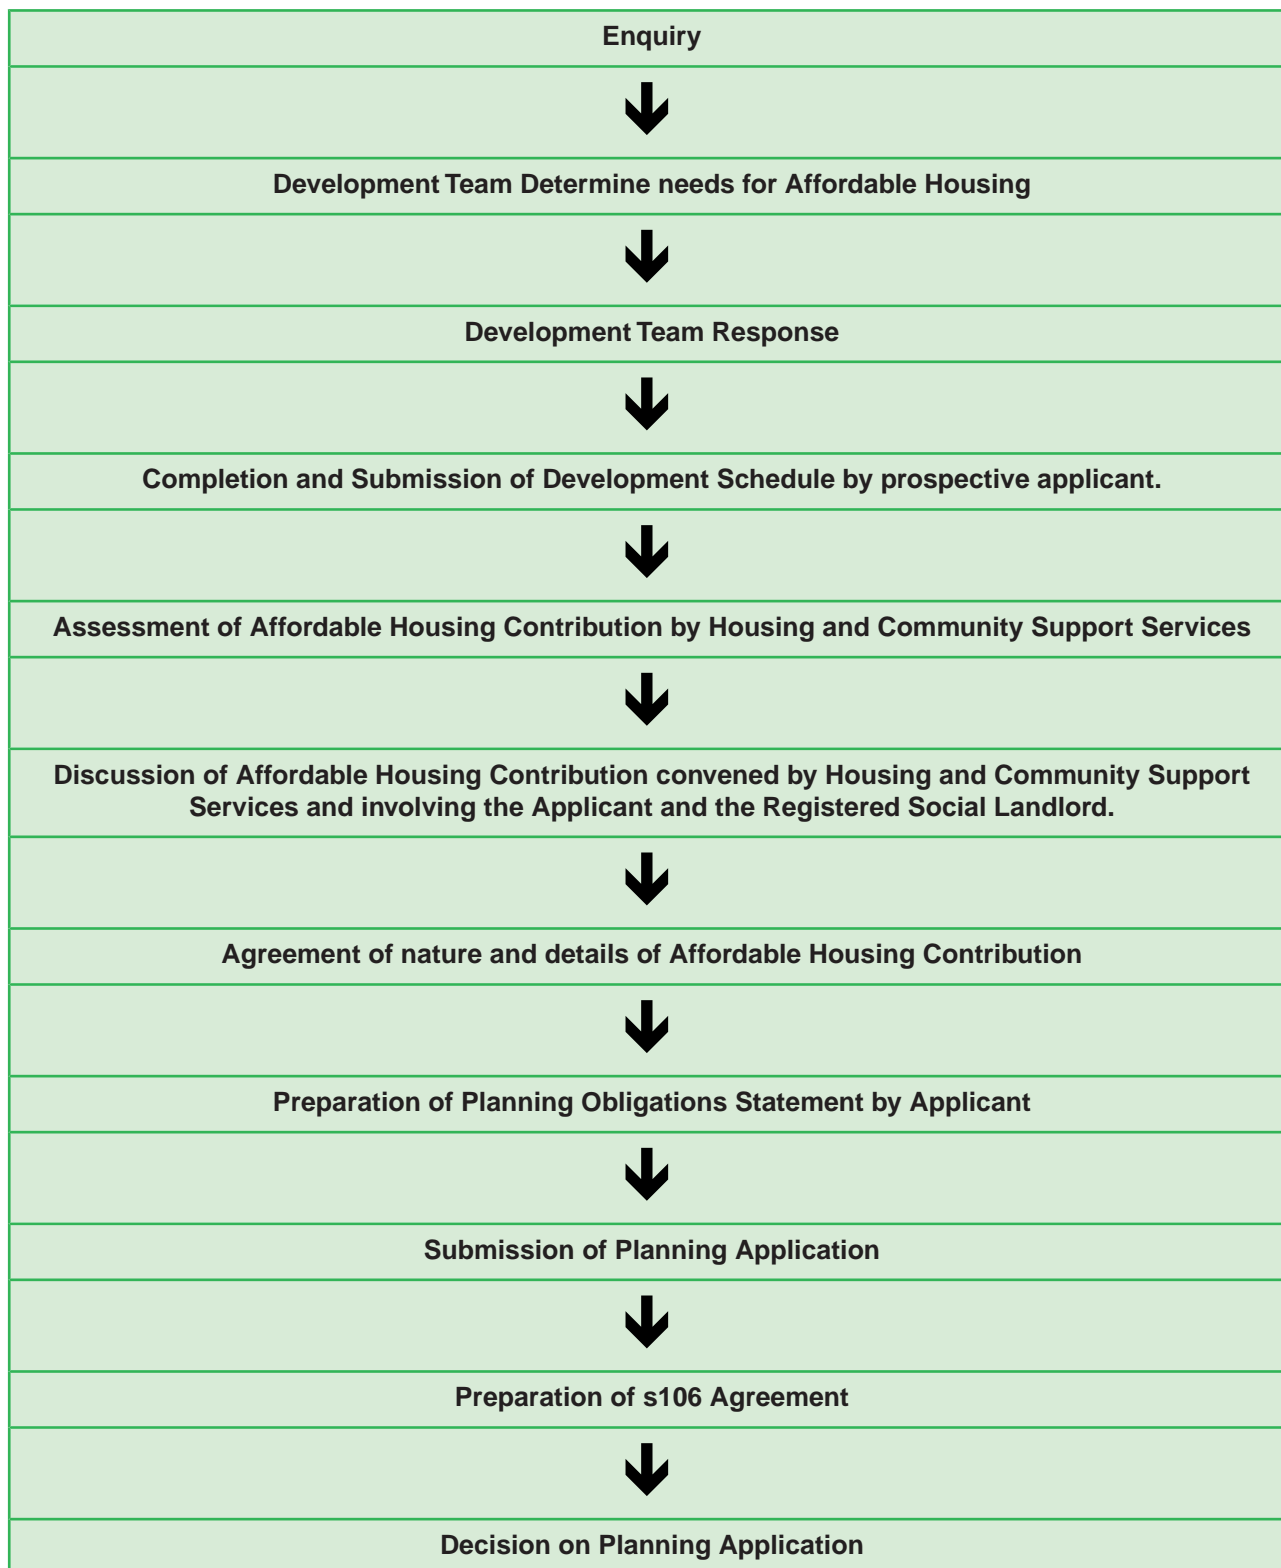 Enquiry
Development Team Determine needs for Affordable Housing
Development Team Response
Completion and Submission of Development Schedule by prospective applicant.
Assessment of Affordable Housing Contribution by Housing and Community Support Services
Discussion of Affordable Housing Contribution convened by Housing and Community Support
Services and involving the Applicant and the Registered Social Landlord.
Agreement of nature and details of Affordable Housing Contribution
Preparation of Planning Obligations Statement by Applicant
Submission of Planning Application
Preparation of s106 Agreement
Decision on Planning Application